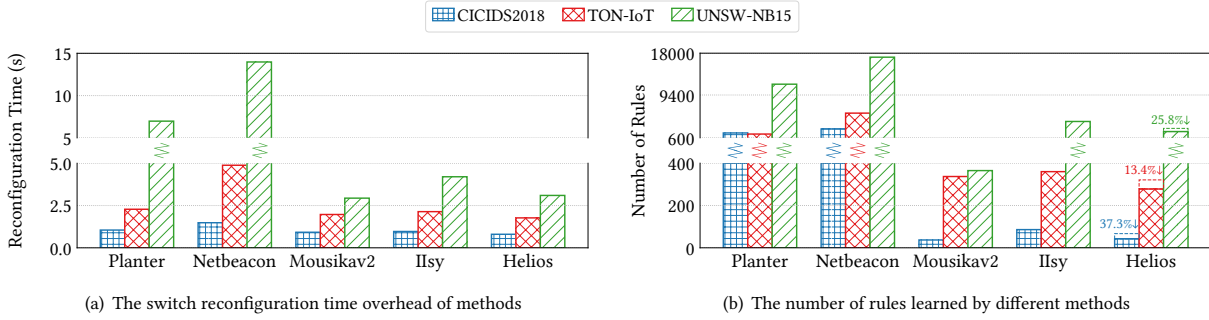 CICIDS2018 TON-IoT UNSW-NB15
Reconfiguration Time (s)
15
10
5
5.0
2.5
0.0
Planter Netbeacon Mousikav2 IIsy Helios
(a) The switch reconfiguration time overhead of methods
Number of Rules
18000
9400
600
400
200
0
25.8%↓
13.4%↓
37.3%↓
Planter Netbeacon Mousikav2 IIsy Helios
(b) The number of rules learned by different methods